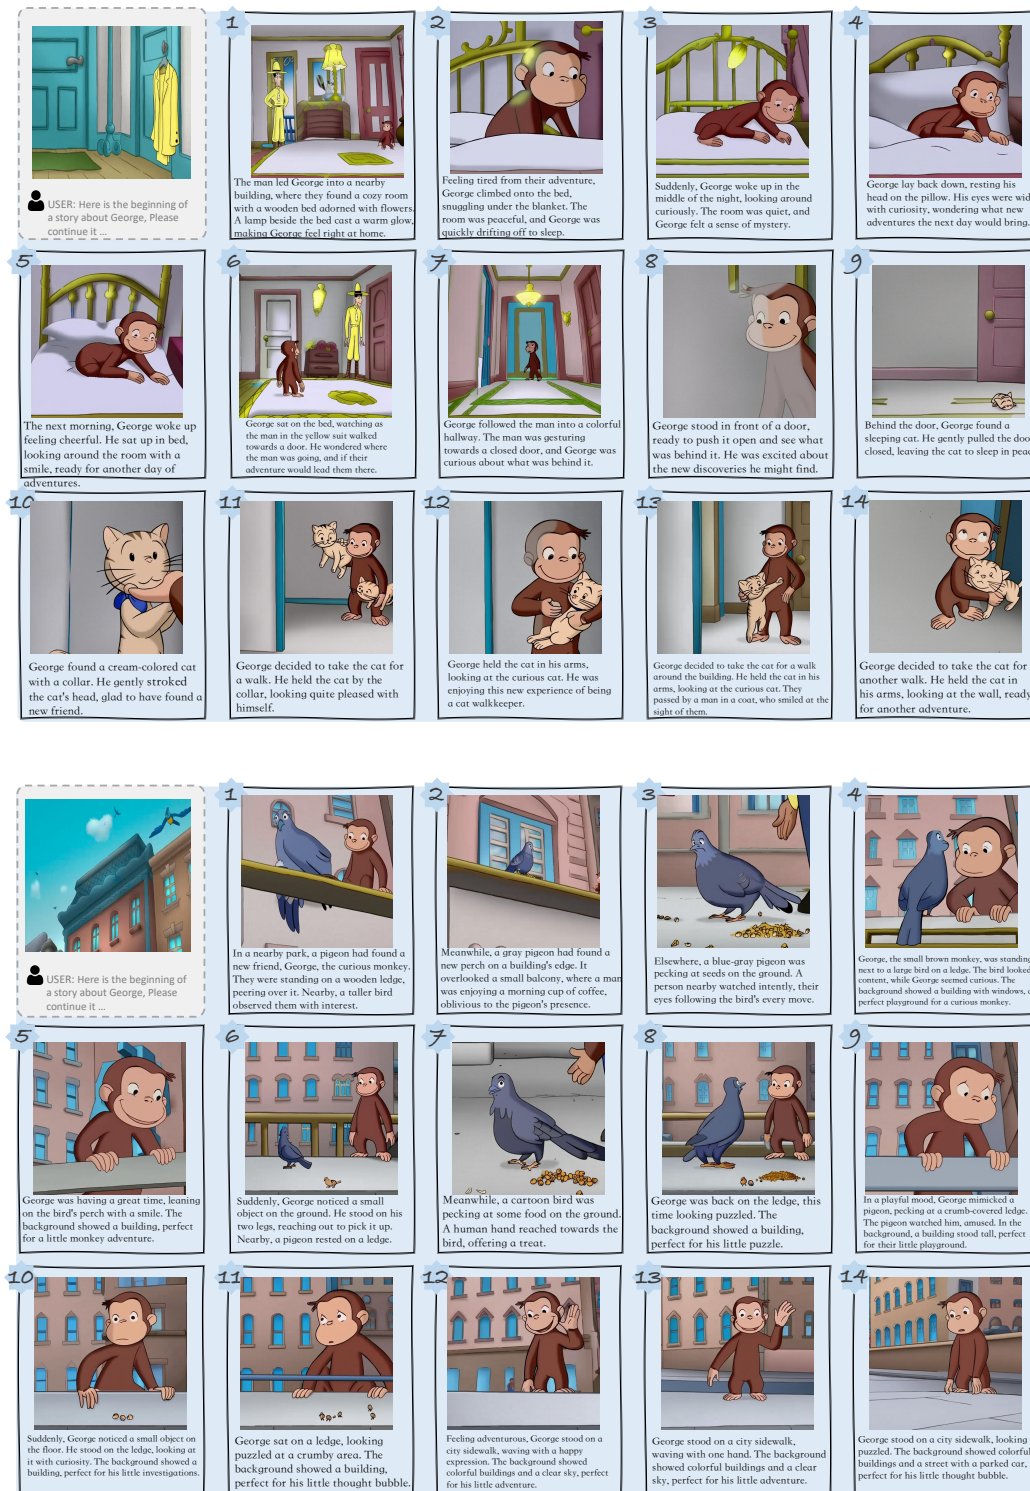 USER: Here is the beginning of
a story about George, Please
continue it ...
1
The man led George into a nearby
building, where they found a cozy room
with a wooden bed adorned with flowers.
A lamp beside the bed cast a warm glow,
making George feel right at home.
2
Feeling tired from their adventure,
George climbed onto the bed,
snuggling under the blanket. The
room was peaceful, and George was
quickly drifting off to sleep.
3
Suddenly, George woke up in the
middle of the night, looking around
curiously. The room was quiet, and
George felt a sense of mystery.
4
George lay back down, resting his
head on the pillow. His eyes were
with curiosity, wondering what new
adventures the next day would bring.
5
The next morning, George woke up
feeling cheerful. He sat up in bed,
looking around the room with a
smile, ready for another day of
adventures.
6
George sat on the bed, watching as
the man in the yellow suit walked
towards a door. He wondered where
the man was going, and if their
adventure would lead them there.
7
George followed the man into a colorful
hallway. The man was gesturing
towards a closed door, and George was
curious about what was behind it.
8
George stood in front of a door,
ready to push it open and see what
was behind it. He was excited about
the new discoveries he might find.
9
Behind the door, George found a
sleeping cat. He gently pulled the
closed, leaving the cat to sleep in
10
George found a cream-colored cat
with a collar. He gently stroked
the cat's head, glad to have found a
new friend.
11
George decided to take the cat for
a walk. He held the cat by the
collar, looking quite pleased with
himself.
12
George held the cat in his arms,
looking at the curious cat. He was
enjoying this new experience of being
a cat walkkeeper.
13
George decided to take the cat for a walk
around the building. He held the cat in his
arms, looking at the curious cat. They
passed by a man in a coat, who smiled at the
sight of them.
14
George decided to take the cat for
another walk. He held the cat in
his arms, looking at the wall, ready
for another adventure.
USER: Here is the beginning of
a story about George, Please
continue it ...
1
In a nearby park, a pigeon had found a
new friend, George, the curious monkey.
They were standing on a wooden ledge,
peering over it. Nearby, a taller bird
observed them with interest.
2
Meanwhile, a gray pigeon had found a
new perch on a building's edge. It
overlooked a small balcony, where a man
was enjoying a morning cup of coffee,
oblivious to the pigeon's presence.
3
Elsewhere, a blue-gray pigeon was
pecking at seeds on the ground. A
person nearby watched intently, their
eyes following the bird's every move.
4
George, the small brown monkey, was standing
next to a large bird on a ledge. The bird looked
content, while George seemed curious. The
background showed a building with windows, a
perfect playground for a curious monkey.
5
George was having a great time, leaning
on the bird's perch with a smile. The
background showed a building, perfect
for a little monkey adventure.
6
Suddenly, George noticed a small
object on the ground. He stood on his
two legs, reaching out to pick it up.
Nearby, a pigeon rested on a ledge.
7
Meanwhile, a cartoon bird was
pecking at some food on the ground.
A human hand reached towards the
bird, offering a treat.
8
George was back on the ledge, this
time looking puzzled. The
background showed a building,
perfect for his little puzzle.
9
In a playful mood, George mimicked a
pigeon, pecking at a crumb-covered ledge.
The pigeon watched him, amused. In the
background, a building stood tall, perfect
for their little playground.
10
Suddenly, George noticed a small object on
the floor. He stood on the ledge, looking at
it with curiosity. The background showed a
building, perfect for his little investigations.
11
George sat on a ledge, looking
puzzled at a crumby area. The
background showed a building,
perfect for his little thought bubble.
12
Feeling adventurous, George stood on a
city sidewalk, waving with a happy
expression. The background showed
colorful buildings and a clear sky, perfect
for his little adventure.
13
George stood on a city sidewalk,
waving with one hand. The background
showed colorful buildings and a clear
sky, perfect for his little adventure.
14
George stood on a city sidewalk, looking
puzzled. The background showed colorful
buildings and a street with a parked car,
perfect for his little thought bubble.